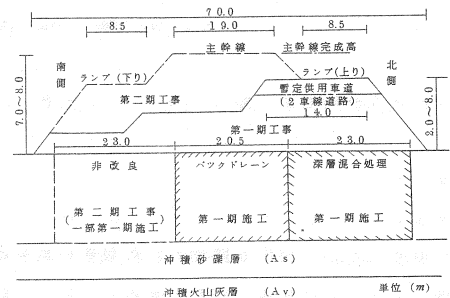 70.0
8.5
19.0
8.5
主幹線
主幹線完成高
南側
ランプ(下り)
ランプ(上り)
北側
第二期工事
暫定供用車道
(2車線道路)
14.0
7.0～8.0
2.0～8.0
第一期工事
23.0
20.5
23.0
非改良
パックドレーン
深層混合処理
第二期工事
(一部第一期施工)
第一期施工
第一期施工
沖積砂礫層 (As)
沖積火山灰層 (Av)
単位(m)